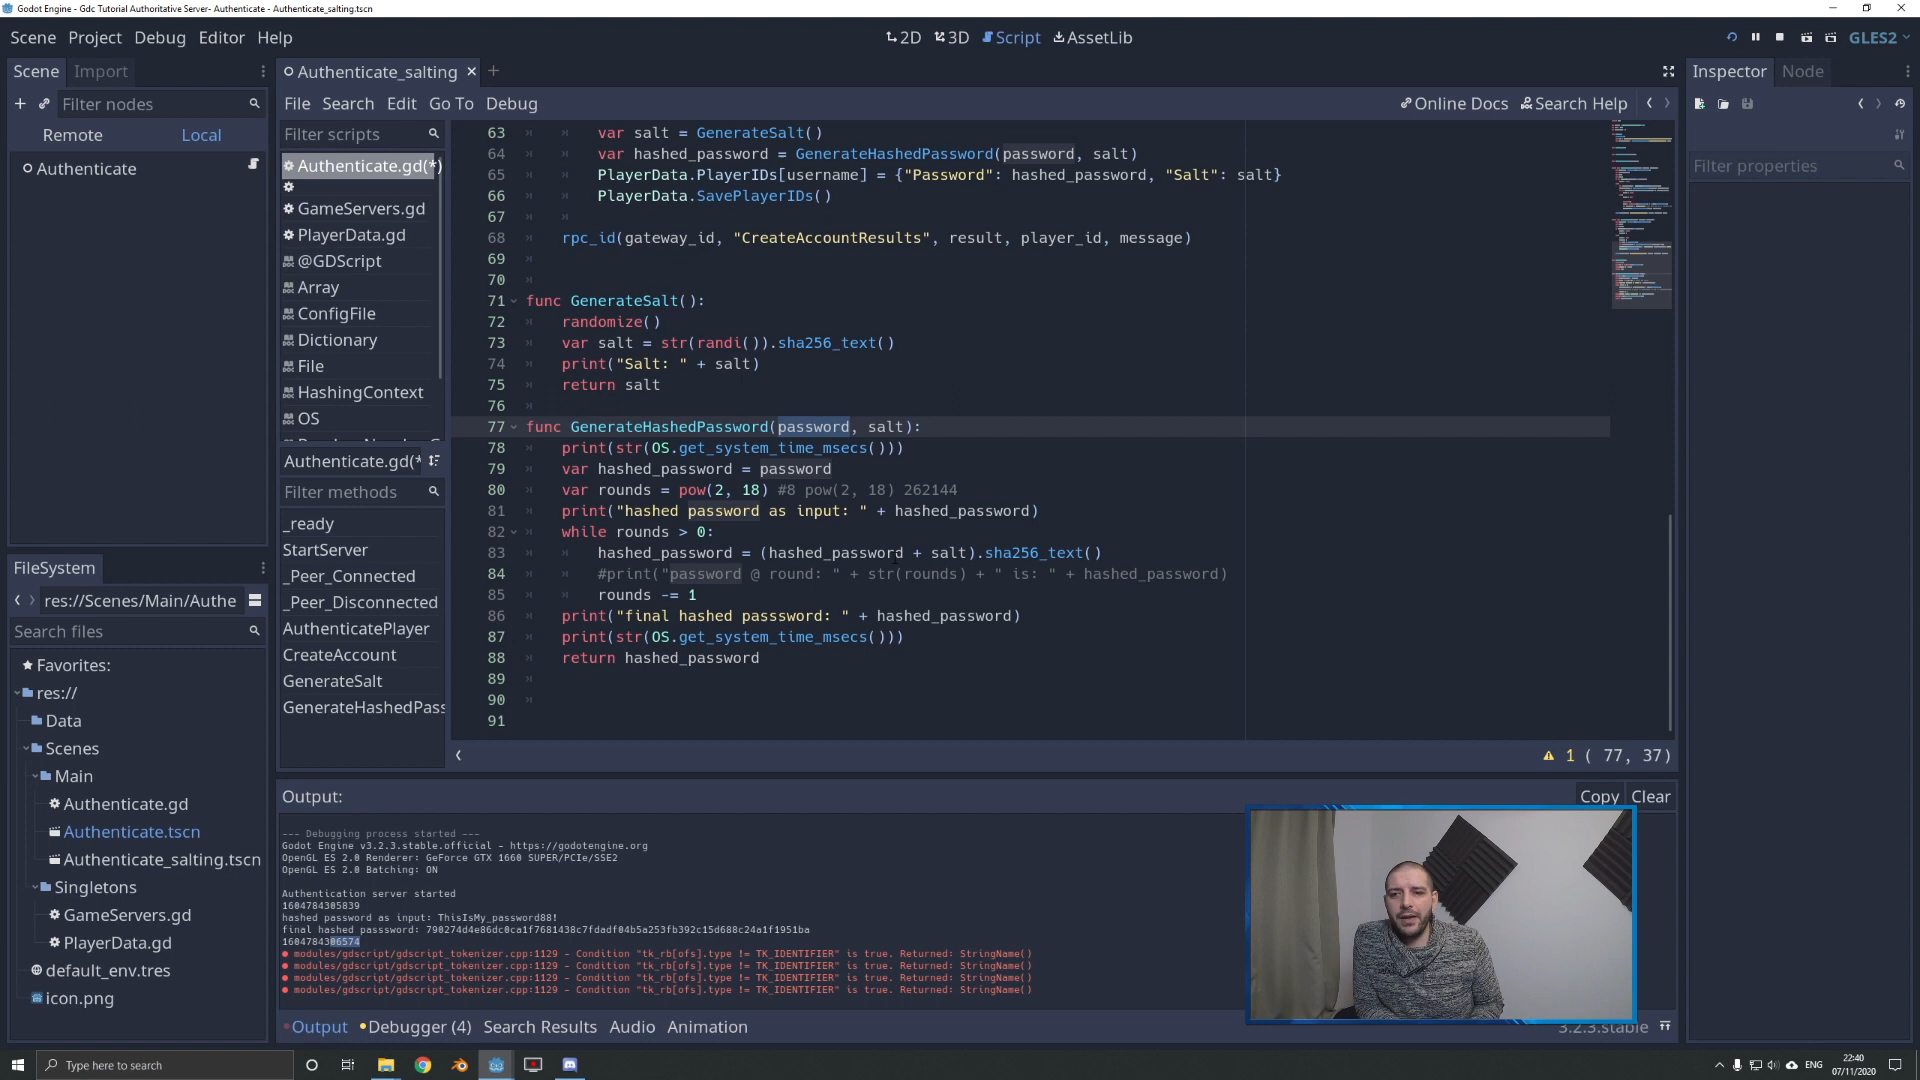 Godot Engine - Gdc Tutorial Authoritative Server- Authenticate - Authenticate_salting.tscn
Scene Project Debug Editor Help
2D 3D Script AssetLib
GLES2
Scene Import
Filter nodes
Remote Local
Authenticate
Authenticate_salting
File Search Edit Go To Debug
Online Docs Search Help
Filter scripts
Authenticate.gd(*)
GameServers.gd
PlayerData.gd
@GDScript
Array
ConfigFile
Dictionary
File
HashingContext
OS
Authenticate.gd(*
Filter methods
_ready
StartServer
_Peer_Connected
_Peer_Disconnected
AuthenticatePlayer
CreateAccount
GenerateSalt
GenerateHashedPass
63 var salt = GenerateSalt()
64 var hashed_password = GenerateHashedPassword(password, salt)
65 PlayerData.PlayerIDs[username] = {"Password": hashed_password, "Salt": salt}
66 PlayerData.SavePlayerIDs()
67
68 rpc_id(gateway_id, "CreateAccountResults", result, player_id, message)
69
70
71 func GenerateSalt():
72 randomize()
73 var salt = str(randi()).sha256_text()
74 print("Salt: " + salt)
75 return salt
76
77 func GenerateHashedPassword(password, salt):
78 print(str(OS.get_system_time_msecs()))
79 var hashed_password = password
80 var rounds = pow(2, 18) #8 pow(2, 18) 262144
81 print("hashed password as input: " + hashed_password)
82 while rounds > 0:
83 hashed_password = (hashed_password + salt).sha256_text()
84 #print("password @ round: " + str(rounds) + " is: " + hashed_password)
85 rounds -= 1
86 print("final hashed passsword: " + hashed_password)
87 print(str(OS.get_system_time_msecs()))
88 return hashed_password
89
90
91
1 ( 77, 37)
Inspector Node
Filter properties
FileSystem
res://Scenes/Main/Authe
Search files
Favorites:
res://
Data
Scenes
Main
Authenticate.gd
Authenticate.tscn
Authenticate_salting.tscn
Singletons
GameServers.gd
PlayerData.gd
default_env.tres
icon.png
Output:
Copy Clear
--- Debugging process started ---
Godot Engine v3.2.3.stable.official - https://godotengine.org
OpenGL ES 2.0 Renderer: GeForce GTX 1660 SUPER/PCIe/SSE2
OpenGL ES 2.0 Batching: ON
Authentication server started
1604784305839
hashed password as input: ThisIsMy_password88!
final hashed passsword: 790274d4e86dc0ca1f7681438c7fdadf04b5a253fb392c15d688c24a1f1951ba
1604784306574
modules/gdscript/gdscript_tokenizer.cpp:1129 - Condition "tk_rb[ofs].type != TK_IDENTIFIER" is true. Returned: StringName()
modules/gdscript/gdscript_tokenizer.cpp:1129 - Condition "tk_rb[ofs].type != TK_IDENTIFIER" is true. Returned: StringName()
modules/gdscript/gdscript_tokenizer.cpp:1129 - Condition "tk_rb[ofs].type != TK_IDENTIFIER" is true. Returned: StringName()
modules/gdscript/gdscript_tokenizer.cpp:1129 - Condition "tk_rb[ofs].type != TK_IDENTIFIER" is true. Returned: StringName()
Output Debugger (4) Search Results Audio Animation
3.2.3.stable
Type here to search
ENG
22:40
07/11/2020